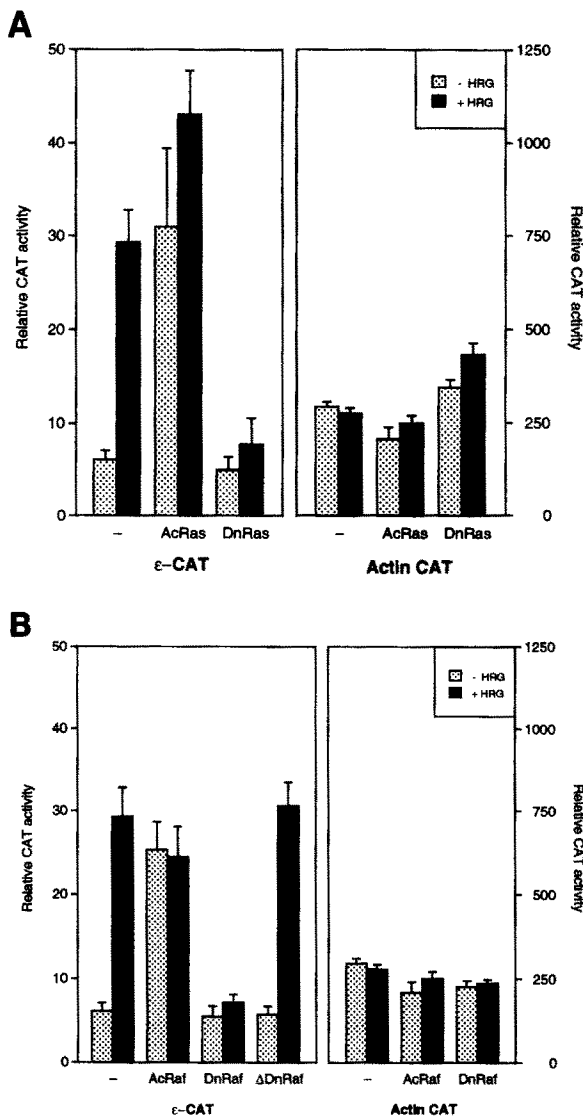 A
50
40
30
20
10
0
Relative CAT activity
- HRG
+ HRG
1250
1000
750
500
250
0
Relative CAT activity
– AcRas DnRas
ε–CAT
– AcRas DnRas
Actin CAT
B
50
40
30
20
10
0
Relative CAT activity
- HRG
+ HRG
1250
1000
750
500
250
0
Relative CAT activity
– AcRaf DnRaf ΔDnRaf
ε–CAT
– AcRaf DnRaf
Actin CAT